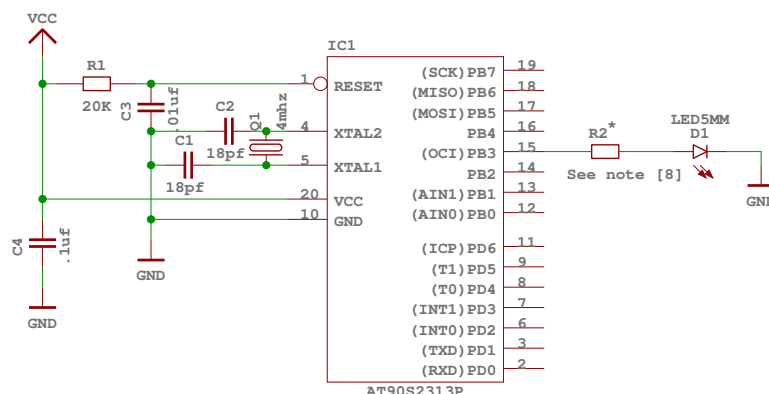 VCC
IC1
R1
20K
C3
.01uf
C2
18pf
C1
18pf
Q1
4mhz
C4
.1uf
GND
GND
1 RESET
4 XTAL2
5 XTAL1
20 VCC
10 GND
(SCK)PB7 19
(MISO)PB6 18
(MOSI)PB5 17
PB4 16
(OCI)PB3 15
PB2 14
(AIN1)PB1 13
(AIN0)PB0 12
(ICP)PD6 11
(T1)PD5 9
(T0)PD4 8
(INT1)PD3 7
(INT0)PD2 6
(TXD)PD1 3
(RXD)PD0 2
AT90S2313P
R2*
See note [8]
LED5MM
D1
GND